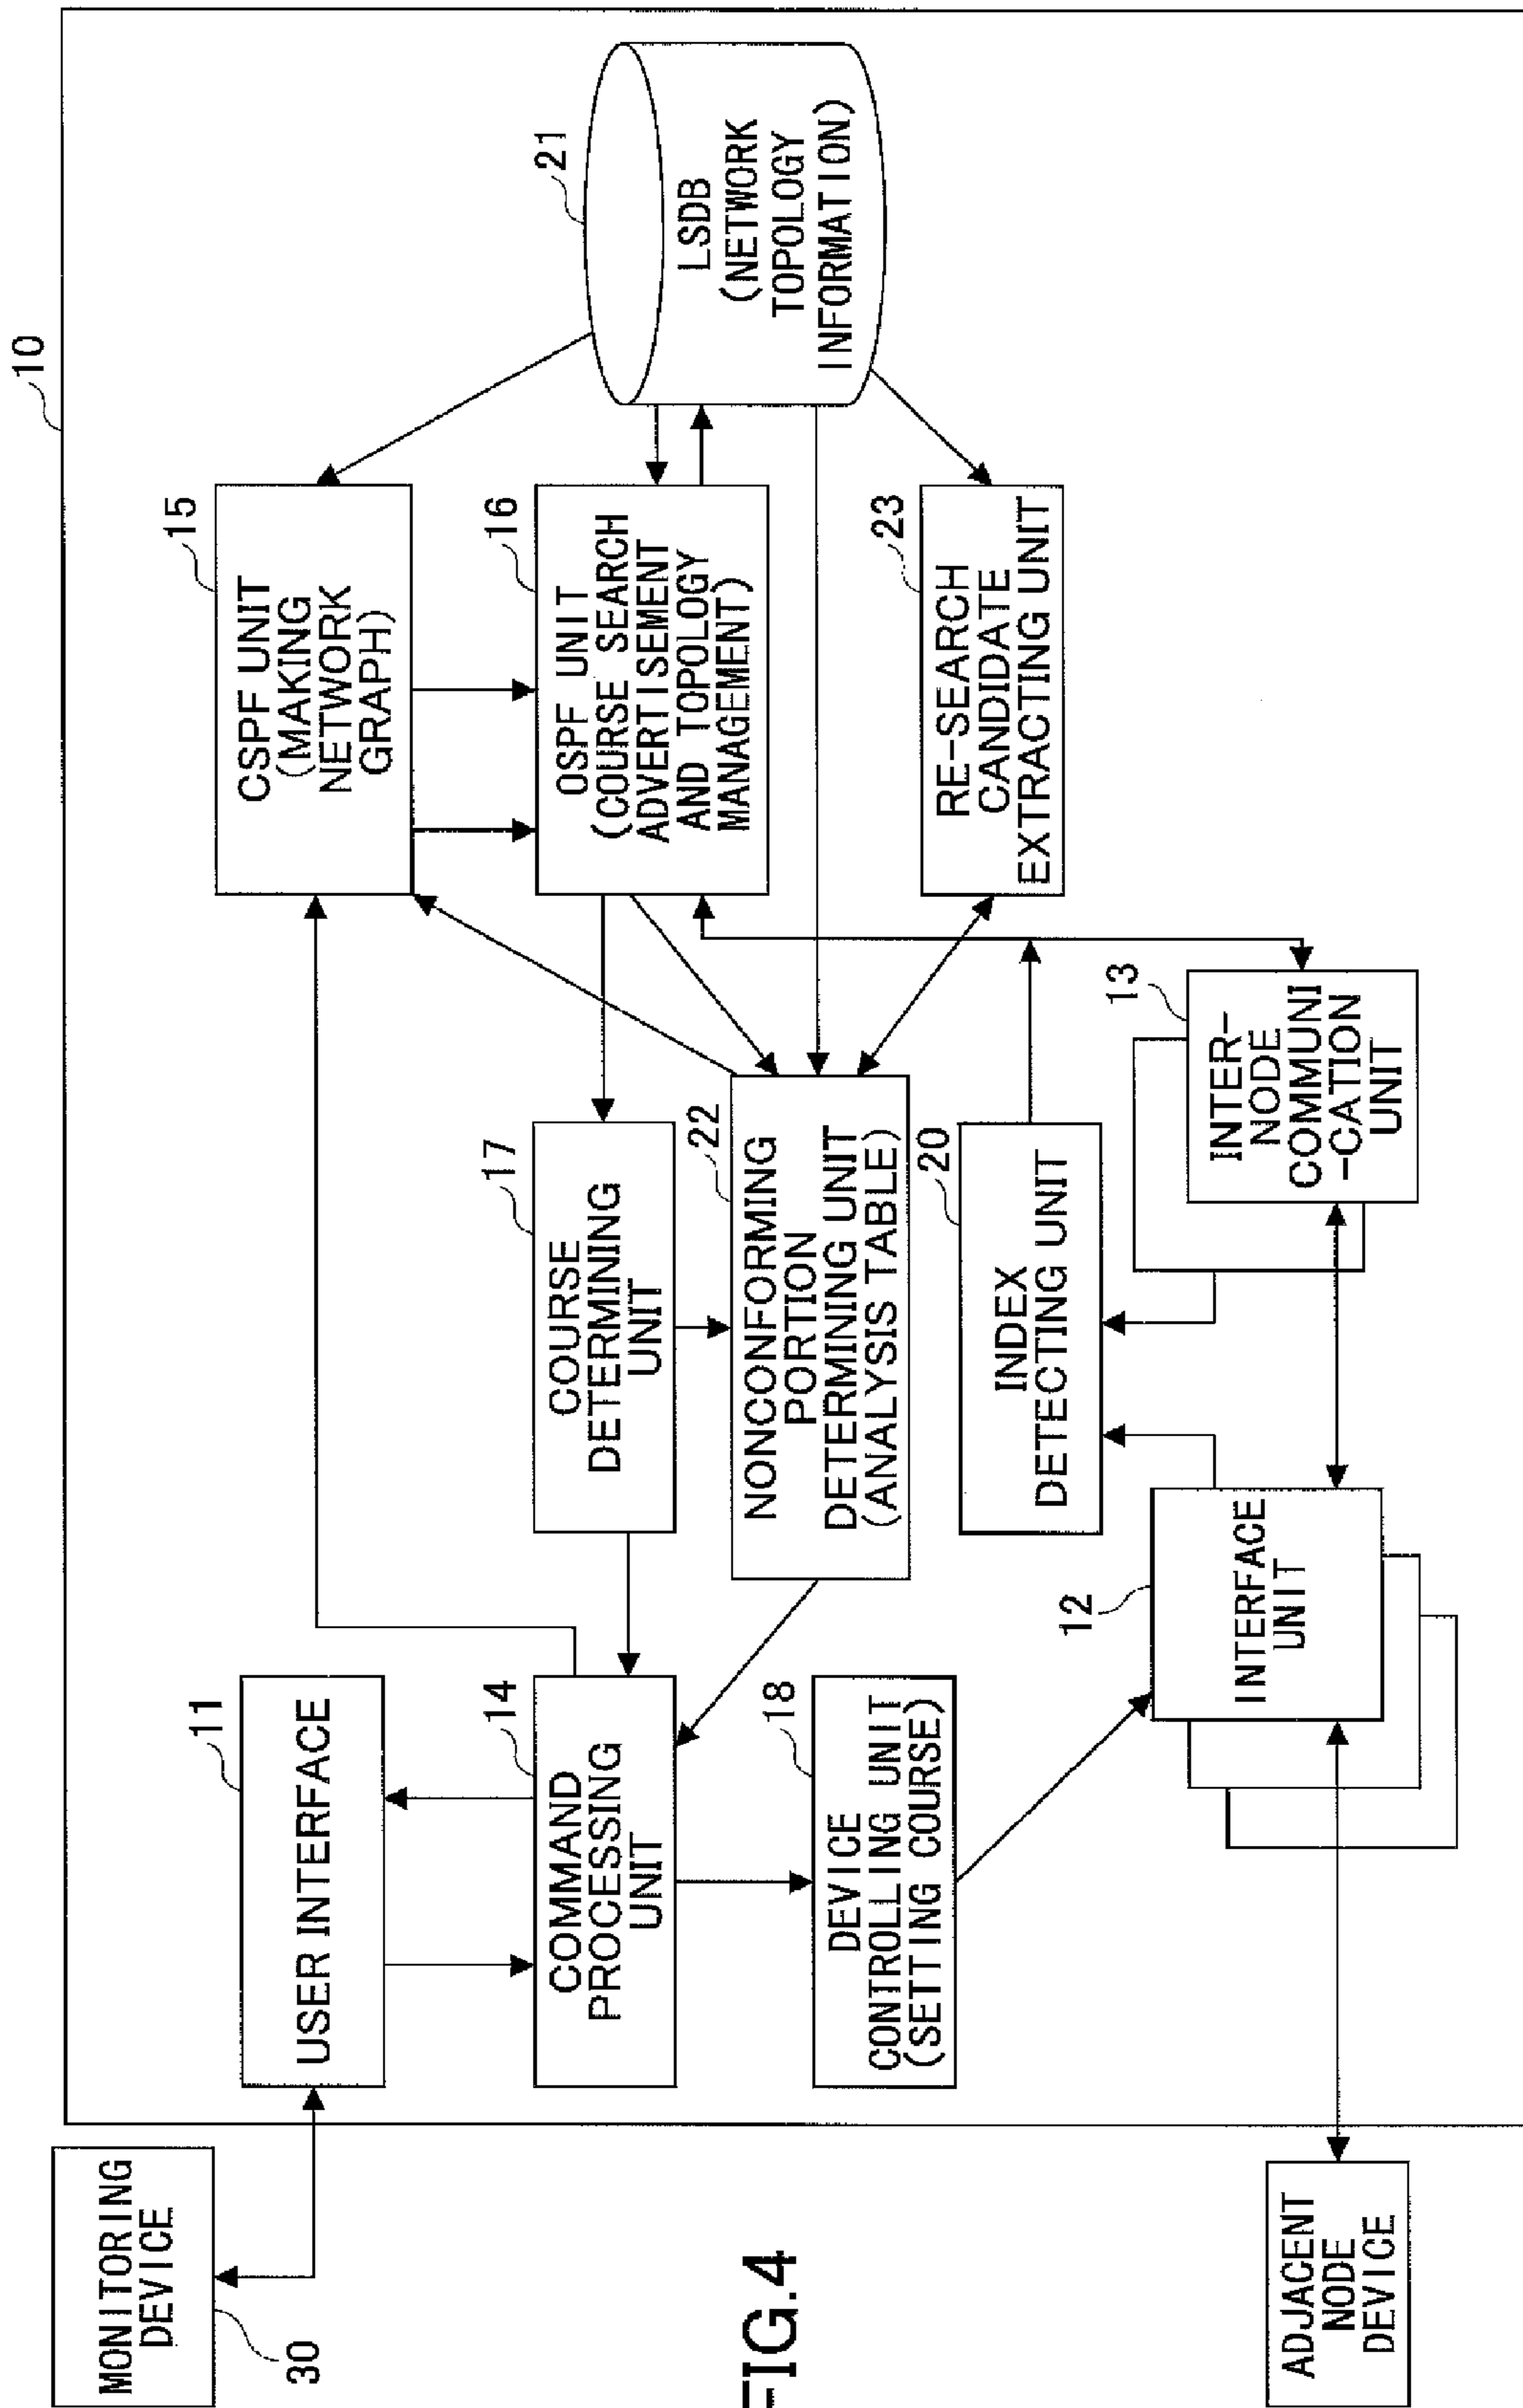 FIG.4
10
MONITORING
DEVICE
30
11
USER INTERFACE
15
CSPF UNIT
(MAKING
NETWORK
GRAPH)
14
COMMAND
PROCESSING
UNIT
17
COURSE
DETERMINING
UNIT
16
OSPF UNIT
(COURSE SEARCH
ADVERTISEMENT
AND TOPOLOGY
MANAGEMENT)
21
LSDB
(NETWORK
TOPOLOGY
INFORMATION)
18
DEVICE
CONTROLLING UNIT
(SETTING COURSE)
22
NONCONFORMING
PORTION
DETERMINING UNIT
(ANALYSIS TABLE)
23
RE-SEARCH
CANDIDATE
EXTRACTING UNIT
20
INDEX
DETECTING UNIT
12
INTERFACE
UNIT
13
INTER-
NODE
COMMUNI
-CATION
UNIT
ADJACENT
NODE
DEVICE